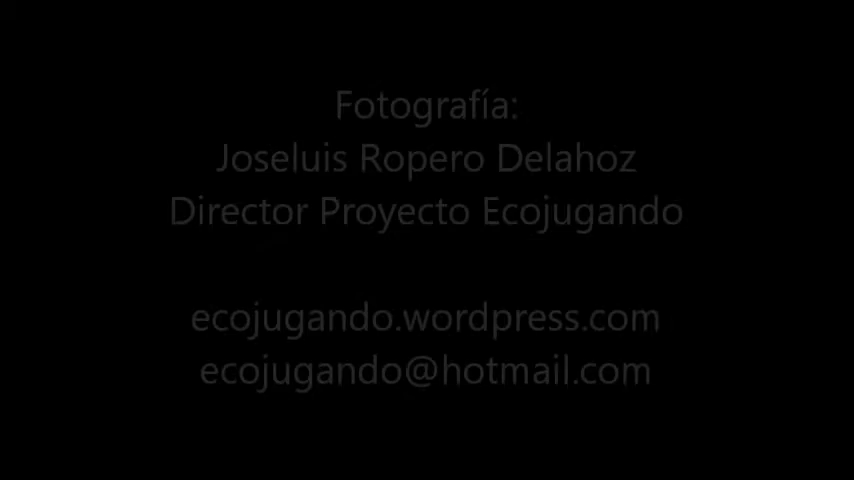 Fotografía:
Joseluis Ropero Delahoz
Director Proyecto Ecojugando
ecojugando.wordpress.com
ecojugando@hotmail.com